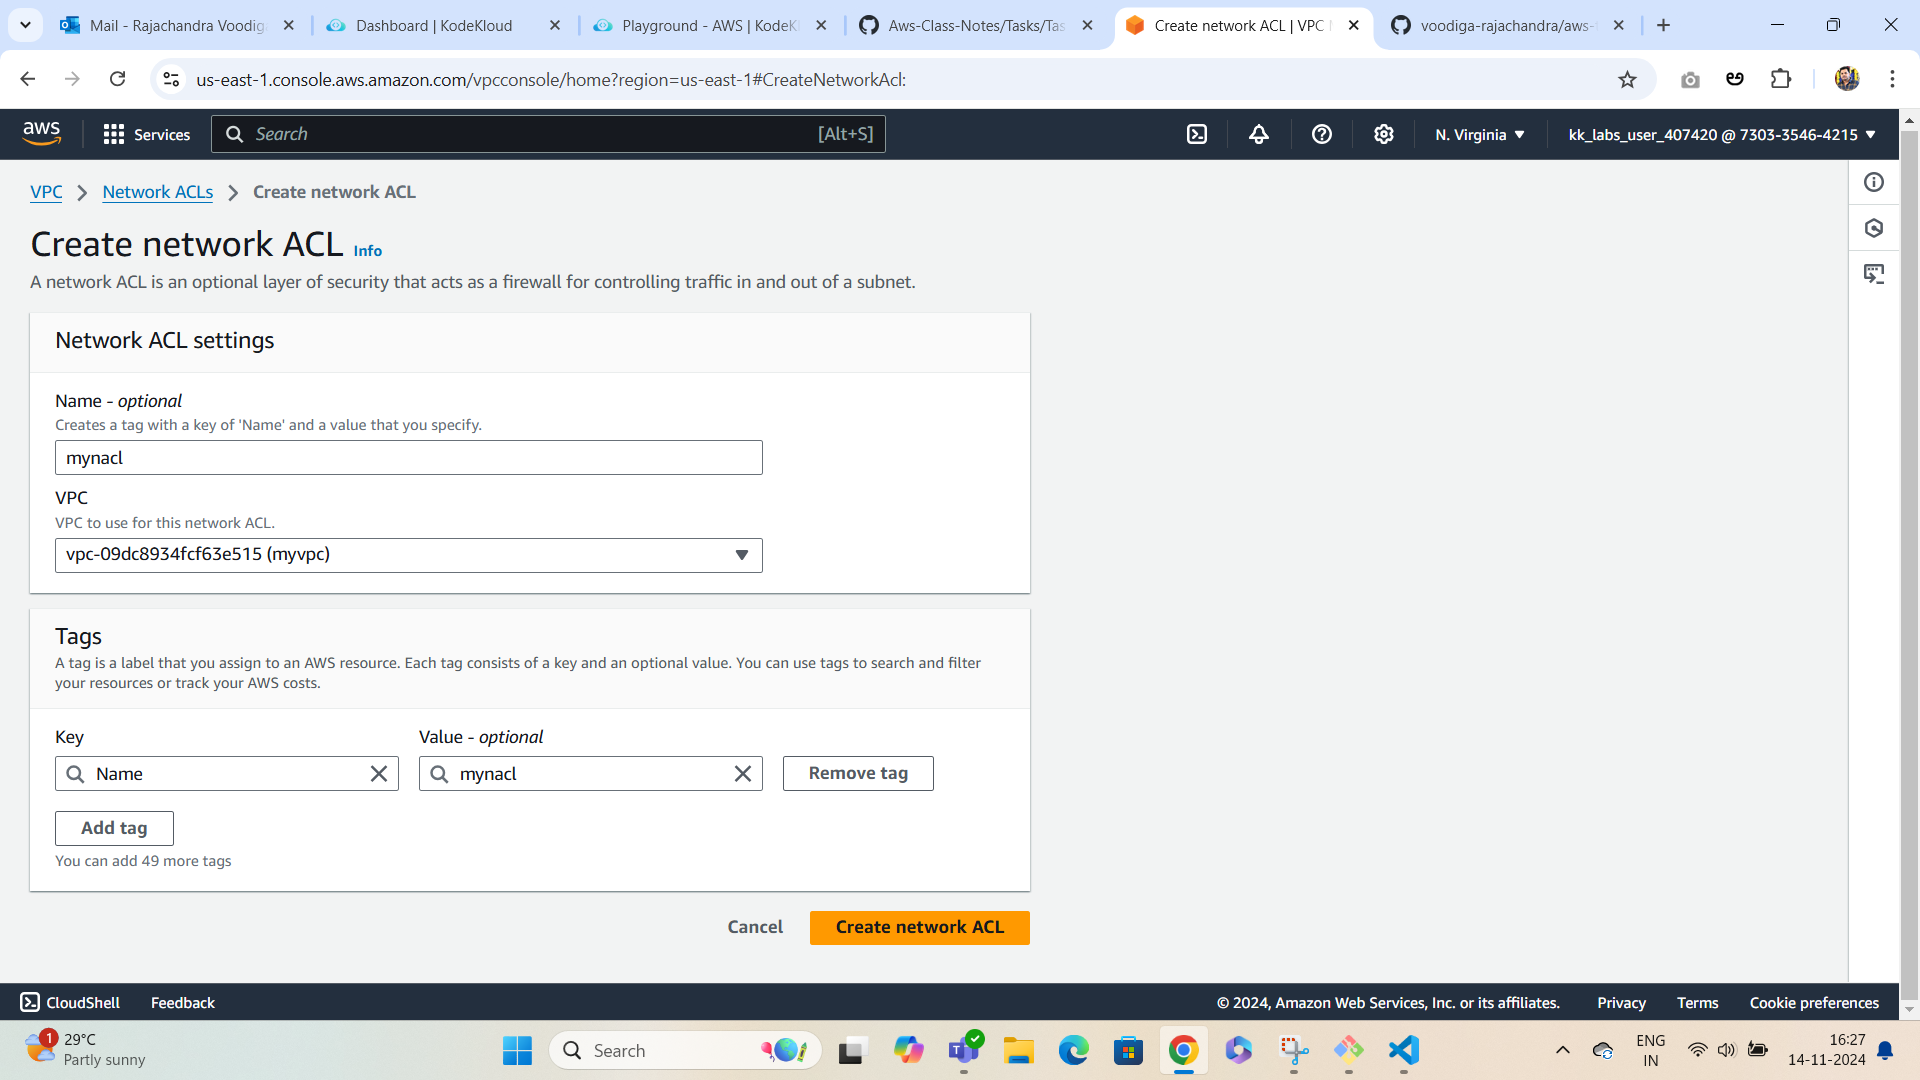 Mail - Rajachandra Voodig
Dashboard | KodeKloud
Playground - AWS | KodeK
Aws-Class-Notes/Tasks/Tas
Create network ACL | VPC
voodiga-rajachandra/aws-
us-east-1.console.aws.amazon.com/vpcconsole/home?region=us-east-1#CreateNetworkAcl:
aws
Services
Search
[Alt+S]
N. Virginia
kk_labs_user_407420 @ 7303-3546-4215
VPC
Network ACLs
Create network ACL
Create network ACL Info
A network ACL is an optional layer of security that acts as a firewall for controlling traffic in and out of a subnet.
Network ACL settings
Name - optional
Creates a tag with a key of 'Name' and a value that you specify.
mynacl
VPC
VPC to use for this network ACL.
vpc-09dc8934fcf63e515 (myvpc)
Tags
A tag is a label that you assign to an AWS resource. Each tag consists of a key and an optional value. You can use tags to search and filter
your resources or track your AWS costs.
Key
Value - optional
Name
mynacl
Remove tag
Add tag
You can add 49 more tags
Cancel
Create network ACL
CloudShell
Feedback
© 2024, Amazon Web Services, Inc. or its affiliates.
Privacy
Terms
Cookie preferences
1
29°C
Partly sunny
Search
ENG
IN
16:27
14-11-2024